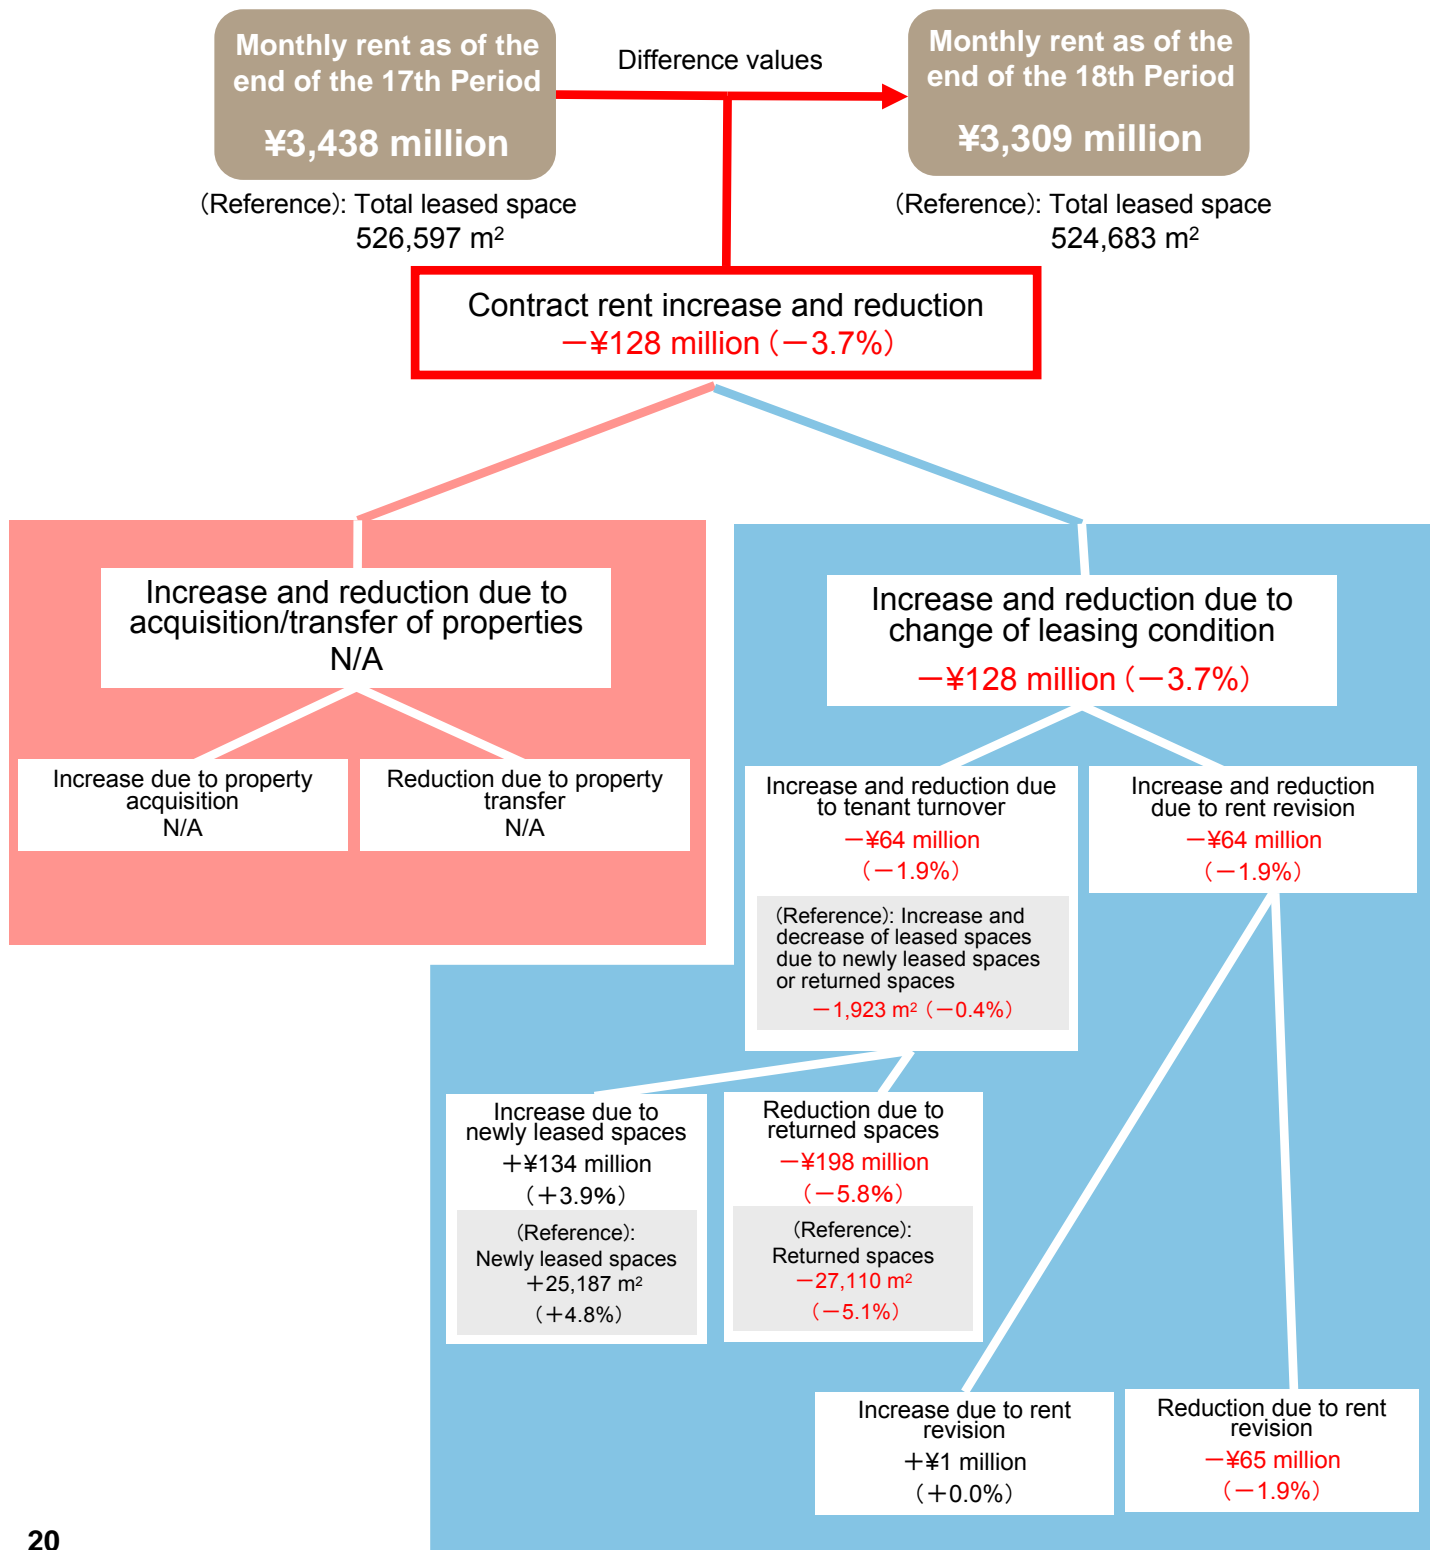 Monthly rent as of the
end of the 17th Period
¥3,438 million
Difference values
Monthly rent as of the
end of the 18th Period
¥3,309 million
（Reference）: Total leased space
526,597 m²
（Reference）: Total leased space
524,683 m²
Contract rent increase and reduction
－¥128 million（－3.7%）
Increase and reduction due to
acquisition/transfer of properties
N/A
Increase due to property
acquisition
N/A
Reduction due to property
transfer
N/A
Increase and reduction due to
change of leasing condition
－¥128 million（－3.7%）
Increase and reduction due
to tenant turnover
－¥64 million
（－1.9%）
（Reference）: Increase and
decrease of leased spaces
due to newly leased spaces
or returned spaces
－1,923 m²（－0.4%）
Increase and reduction
due to rent revision
－¥64 million
（－1.9%）
Increase due to
newly leased spaces
＋¥134 million
（＋3.9%）
（Reference）:
Newly leased spaces
＋25,187 m²
（＋4.8%）
Reduction due to
returned spaces
－¥198 million
（－5.8%）
（Reference）:
Returned spaces
－27,110 m²
（－5.1%）
Increase due to rent
revision
＋¥1 million
（＋0.0%）
Reduction due to rent
revision
－¥65 million
（－1.9%）
20